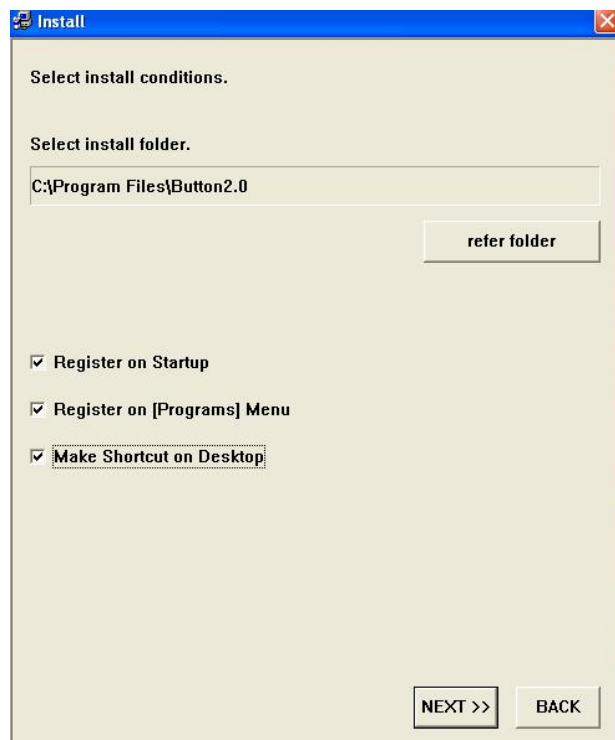 Install
Select install conditions.
Select install folder.
C:\Program Files\Button2.0
refer folder
Register on Startup
Register on [Programs] Menu
Make Shortcut on Desktop
NEXT >> BACK